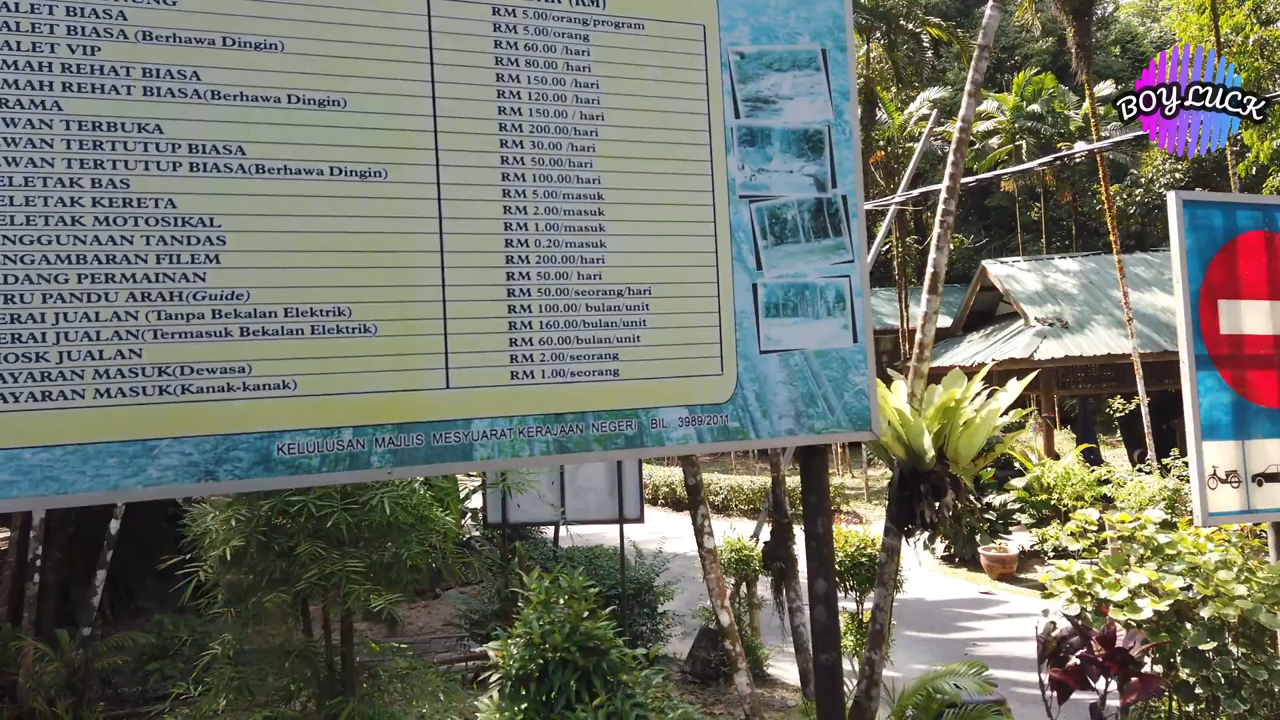 RM 5.00/orang/program
ALET BIASA RM 5.00/orang
ALET BIASA (Berhawa Dingin) RM 60.00 /hari
ALET VIP RM 80.00 /hari
MAH REHAT BIASA RM 150.00 /hari
MAH REHAT BIASA(Berhawa Dingin) RM 120.00 /hari
RAMA RM 150.00 / hari
WAN TERBUKA RM 200.00/hari
WAN TERTUTUP BIASA RM 30.00 /hari
WAN TERTUTUP BIASA(Berhawa Dingin) RM 50.00/hari
ELETAK BAS RM 100.00/hari
ELETAK KERETA RM 5.00/masuk
ELETAK MOTOSIKAL RM 2.00/masuk
NGGUNAAN TANDAS RM 1.00/masuk
NGAMBARAN FILEM RM 0.20/masuk
DANG PERMAINAN RM 200.00/hari
RU PANDU ARAH(Guide) RM 50.00/ hari
ERAI JUALAN (Tanpa Bekalan Elektrik) RM 50.00/seorang/hari
ERAI JUALAN(Termasuk Bekalan Elektrik) RM 100.00/ bulan/unit
IOSK JUALAN RM 160.00/bulan/unit
AYARAN MASUK(Dewasa) RM 60.00/bulan/unit
AYARAN MASUK(Kanak-kanak) RM 2.00/seorang
RM 1.00/seorang
KELULUSAN MAJLIS MESYUARAT KERAJAAN NEGERI BIL. 3989/2011
BOY LUCK